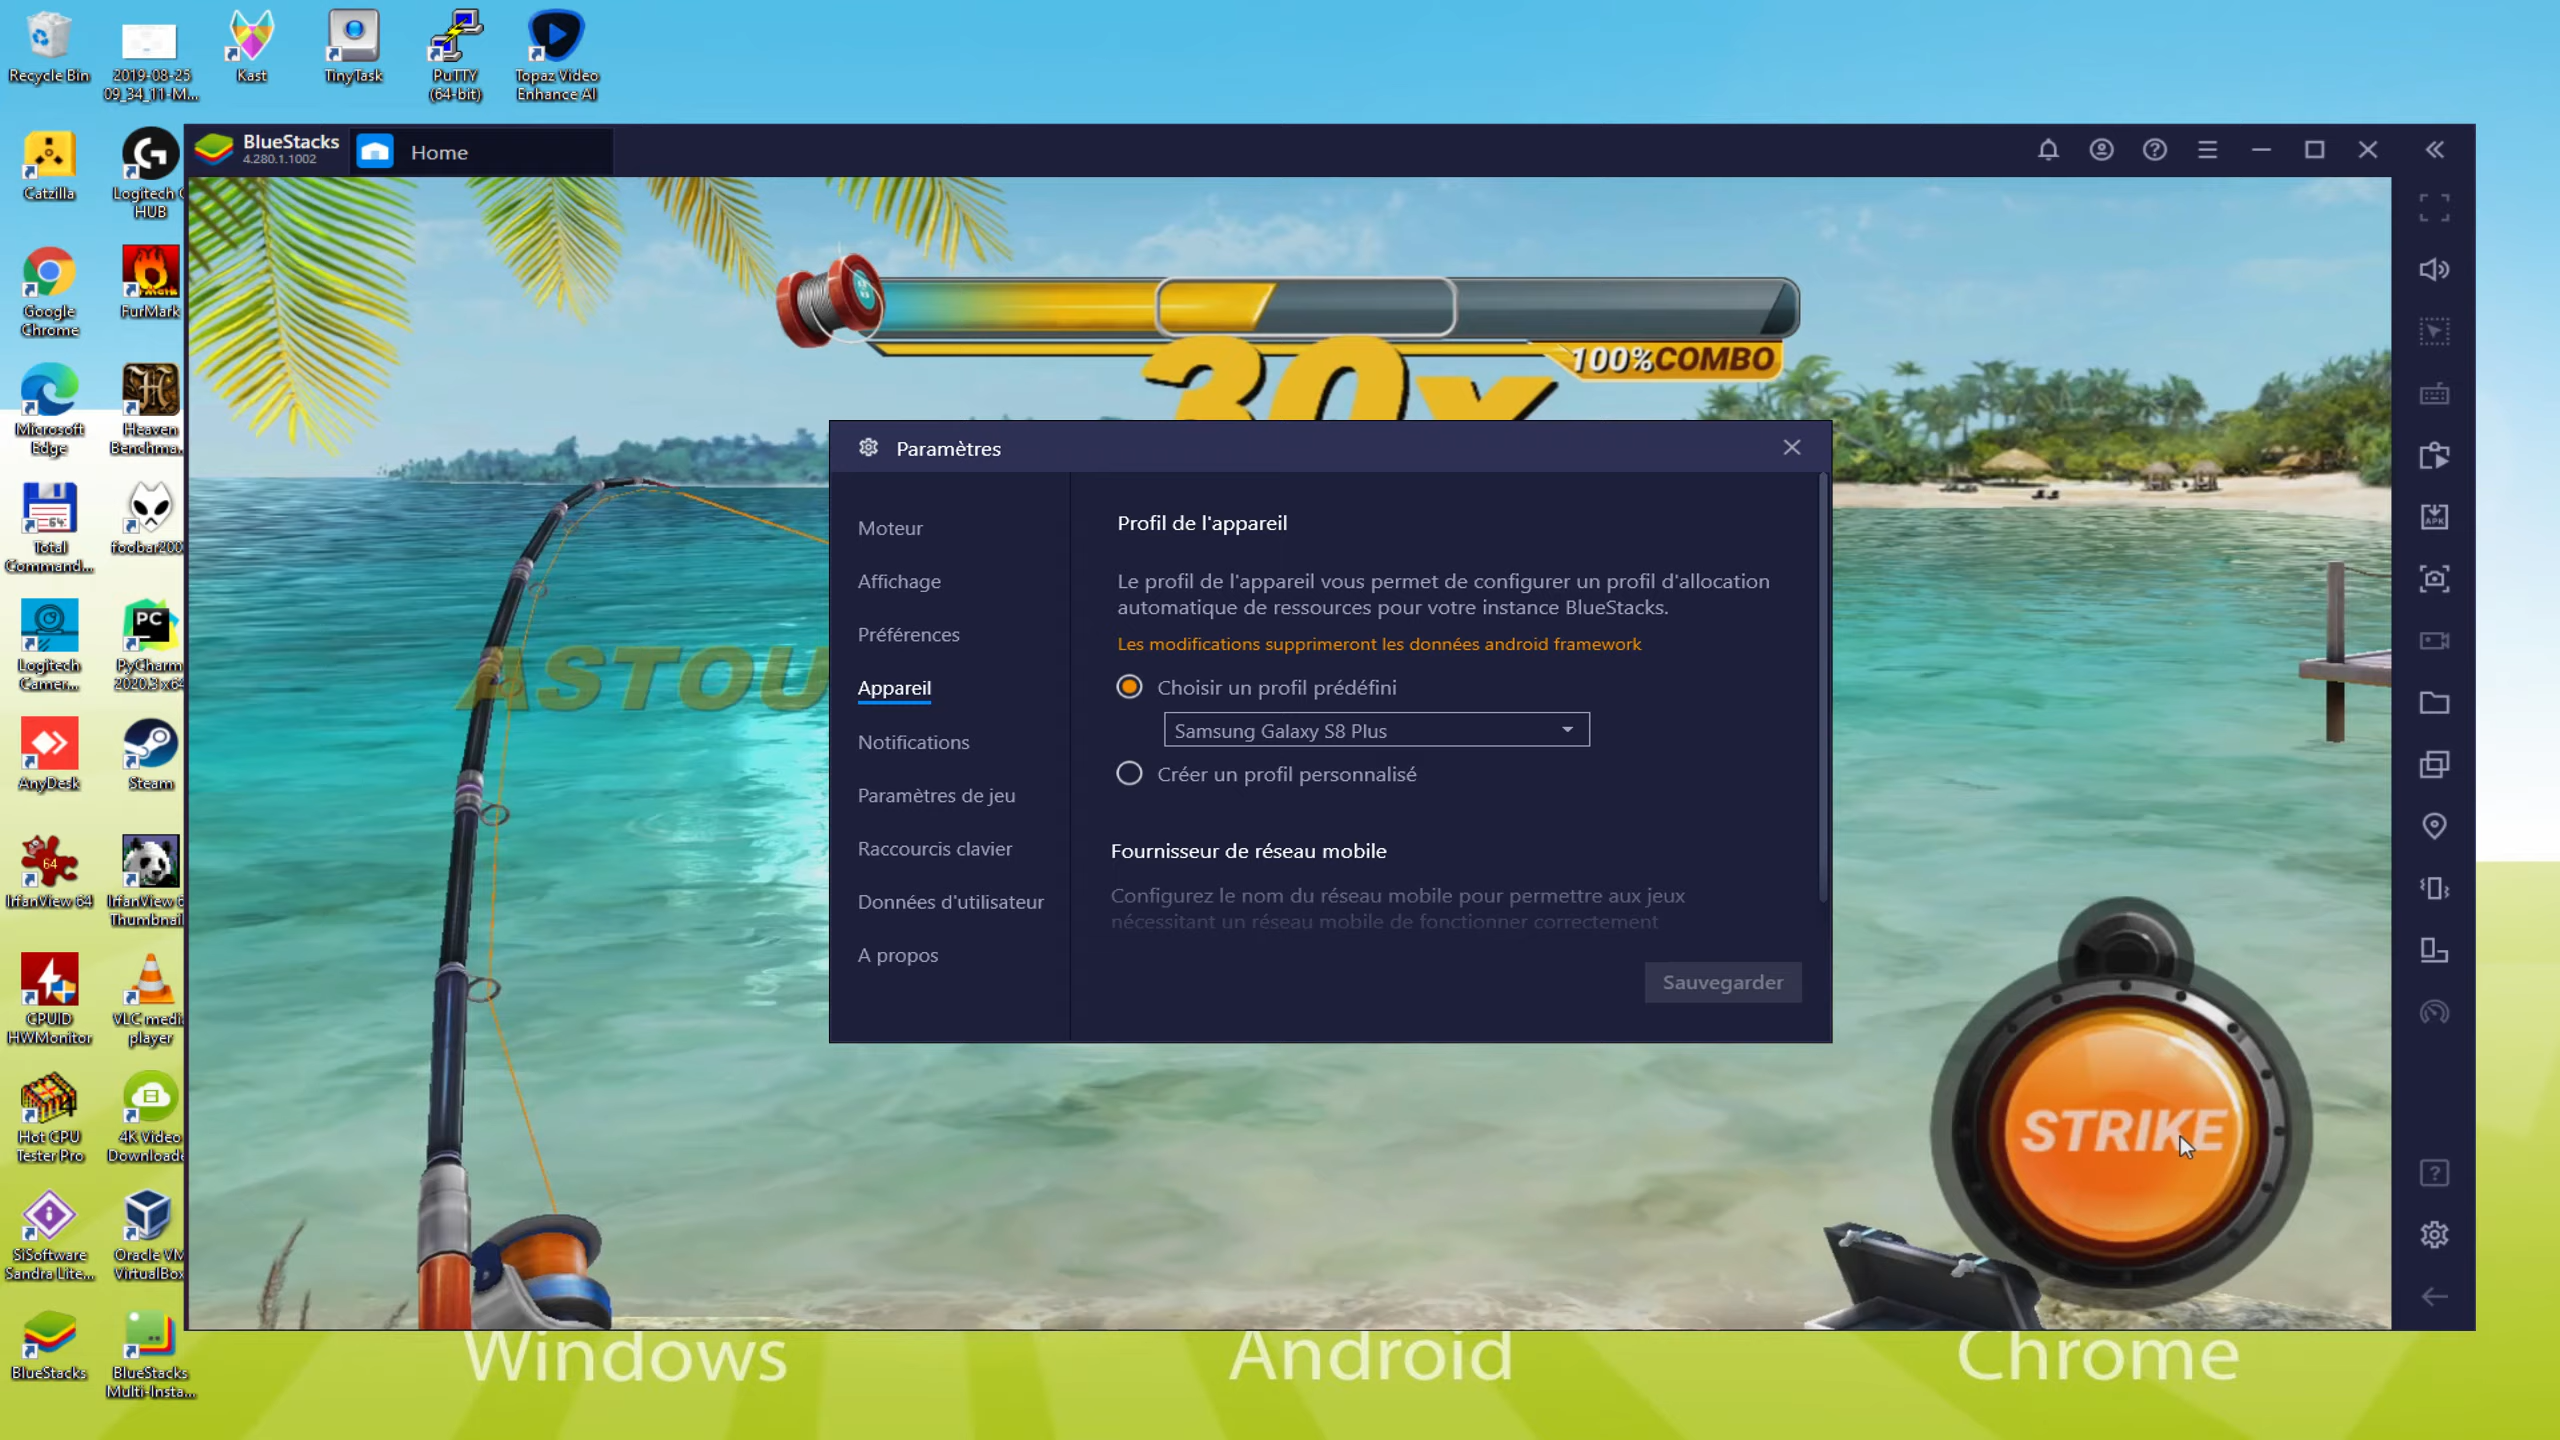 Recycle Bin
2019-08-25
09_34_11-M...
Kast
TinyTask
PuTTY
(64-bit)
Topaz Video
Enhance AI
Catzilla
Logitech G
HUB
Google
Chrome
FurMark
Microsoft
Edge
Heaven
Benchma...
Total
Command...
foobar200
Logitech
Camer...
PyCharm
2020.3 x64
AnyDesk
Steam
IrfanView 64
IrfanView 6
Thumbnail
CPUID
HWMonitor
VLC medi
player
Hot CPU
Tester Pro
4K Video
Downloade
SiSoftware
Sandra Lite...
Oracle VM
VirtualBox
BlueStacks
BlueStacks
Multi-Insta...
BlueStacks
4.280.1.1002
Home
100%COMBO
30x
ASTOU
Paramètres
Moteur
Affichage
Préférences
Appareil
Notifications
Paramètres de jeu
Raccourcis clavier
Données d'utilisateur
A propos
Profil de l'appareil
Le profil de l'appareil vous permet de configurer un profil d'allocation
automatique de ressources pour votre instance BlueStacks.
Les modifications supprimeront les données android framework
Choisir un profil prédéfini
Samsung Galaxy S8 Plus
Créer un profil personnalisé
Fournisseur de réseau mobile
Configurez le nom du réseau mobile pour permettre aux jeux
nécessitant un réseau mobile de fonctionner correctement
Sauvegarder
STRIKE
Windows
Android
Chrome